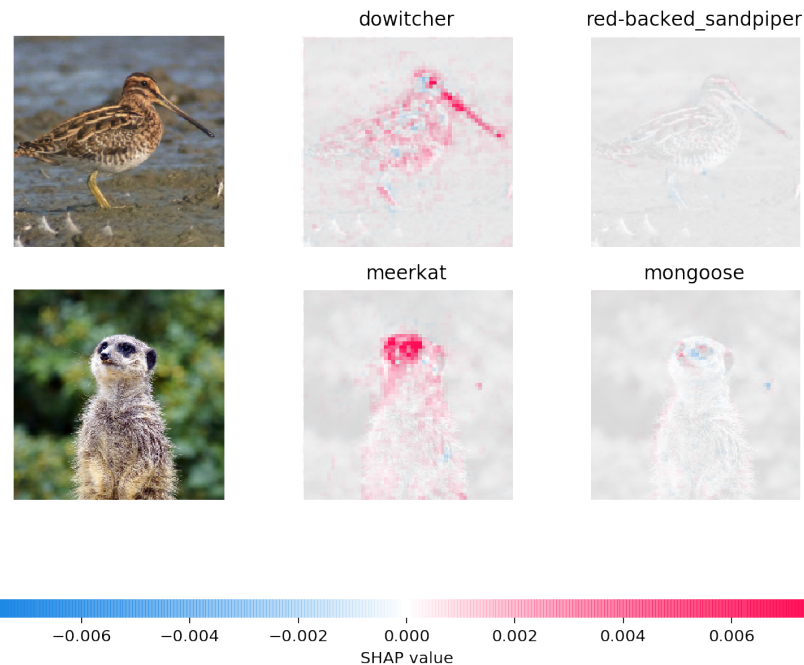 dowitcher
red-backed_sandpiper
meerkat
mongoose
−0.006 −0.004 −0.002 0.000 0.002 0.004 0.006
SHAP value